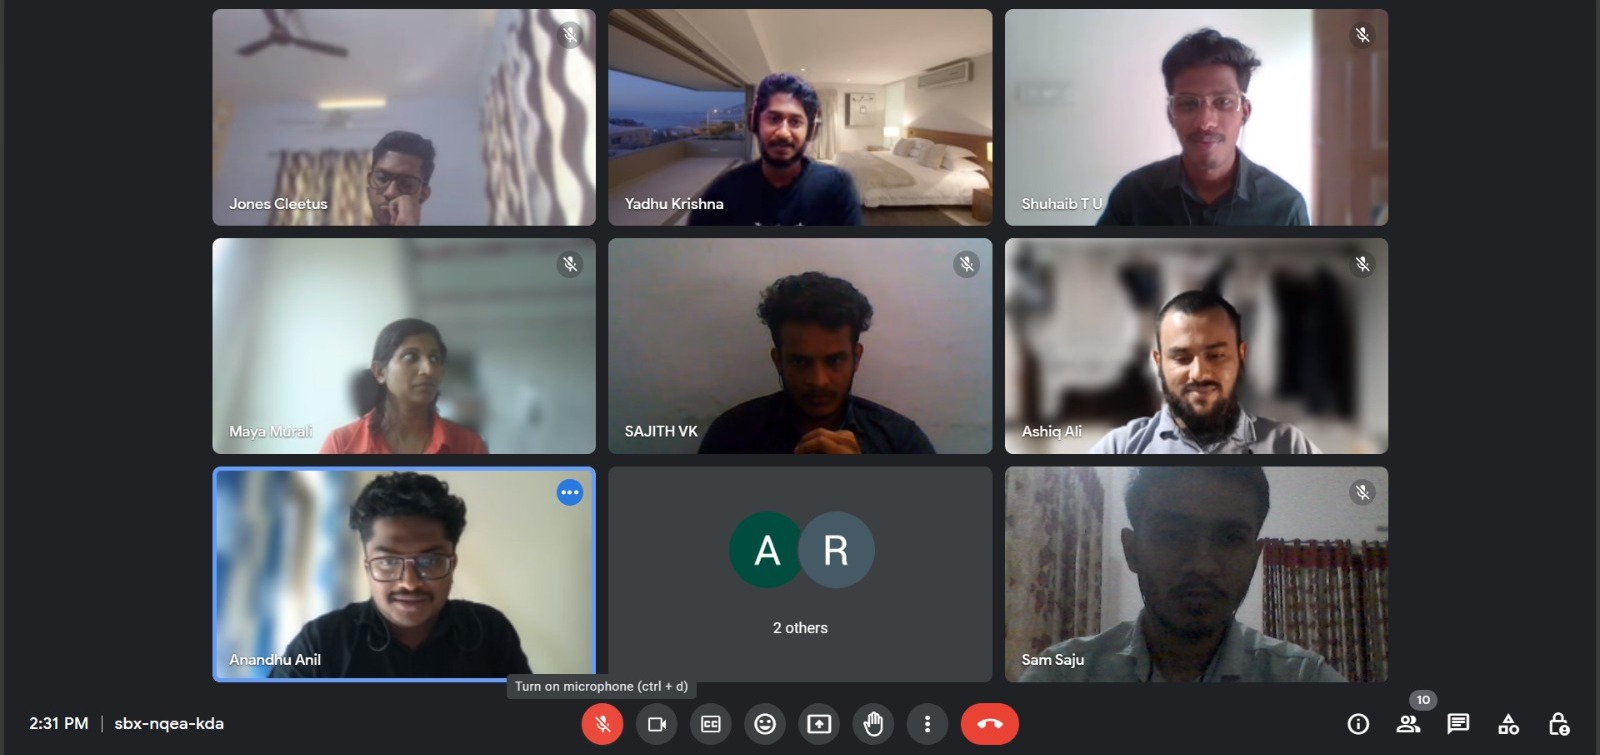 Jones Cleetus
Yadhu Krishna
Shuhaib T U
Maya Murali
SAJITH VK
Ashiq Ali
Anandhu Anil
A R
2 others
Sam Saju
Turn on microphone (ctrl + d)
2:31 PM | sbx-nqea-kda
CC
10